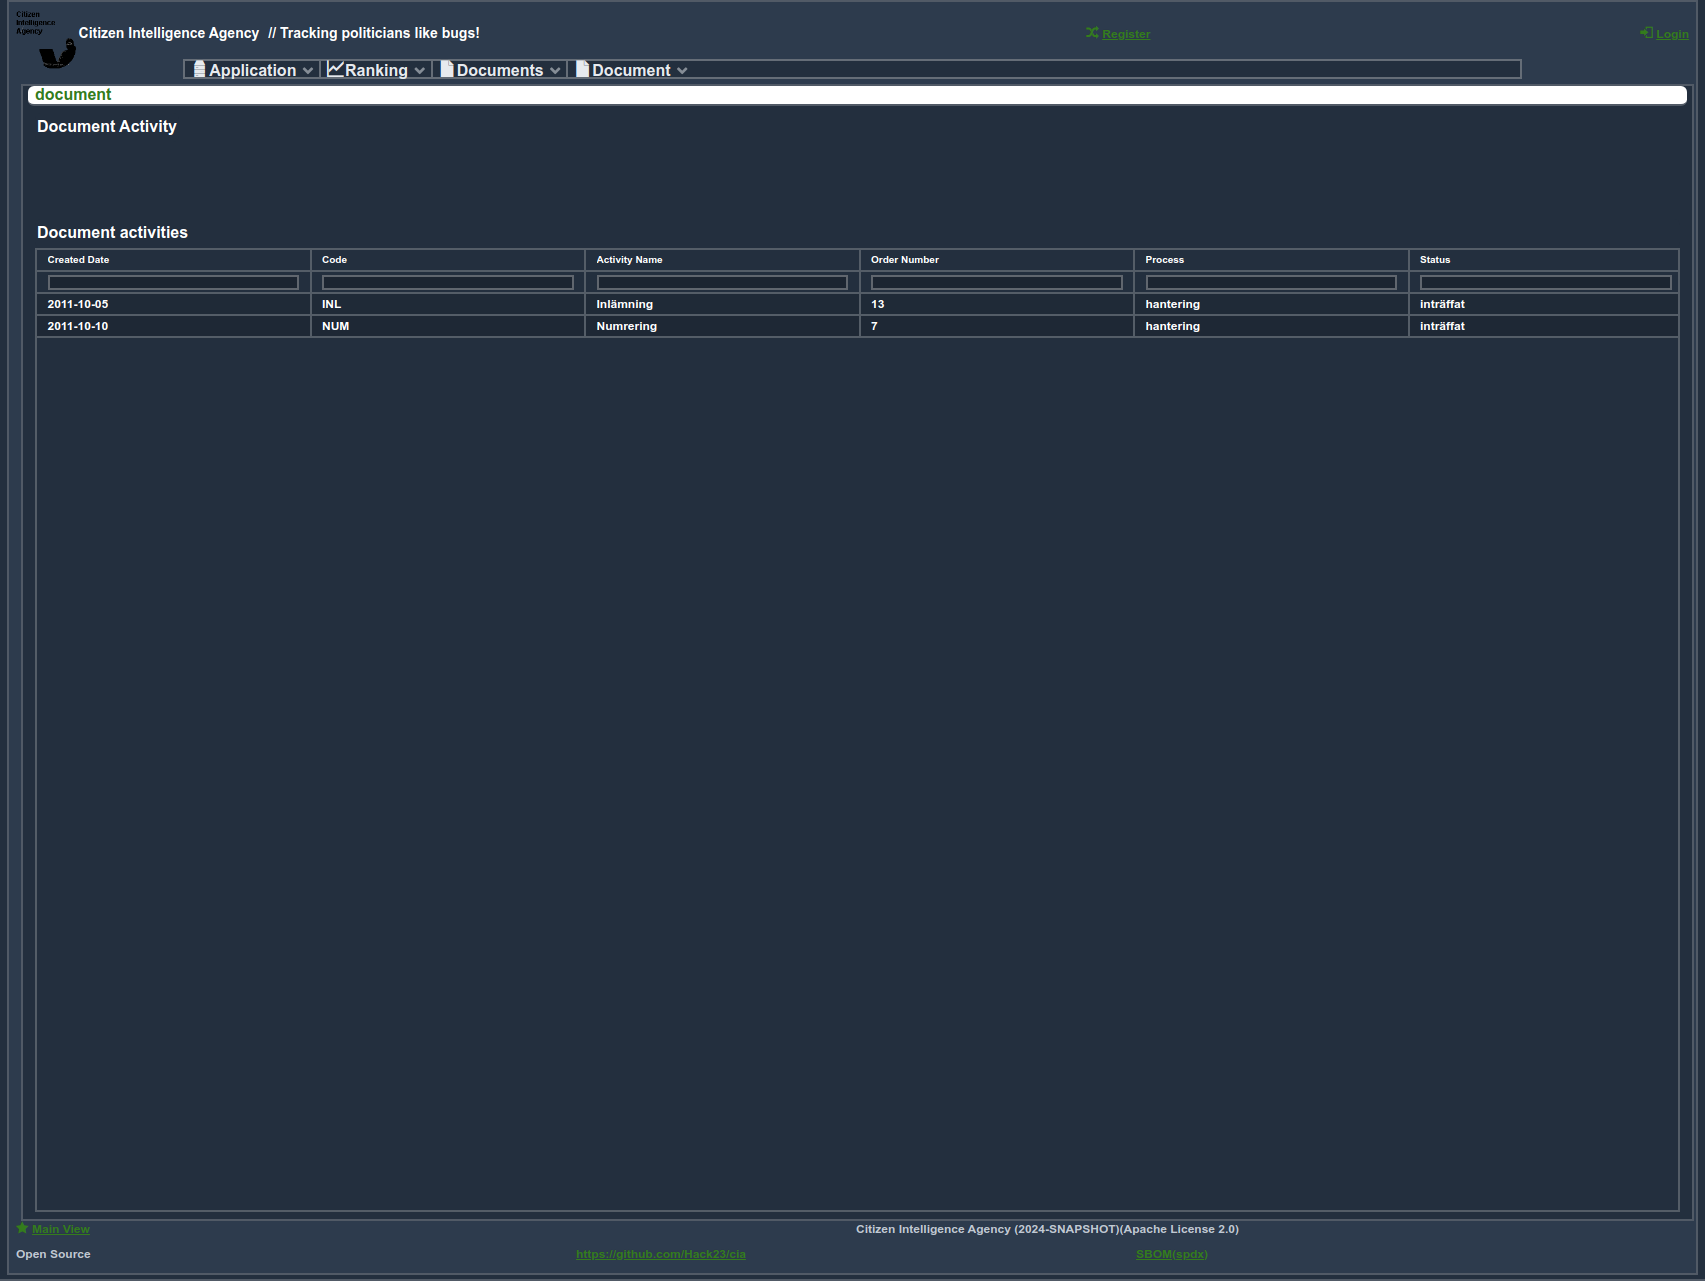 Citizen
Intelligence
Agency
Citizen Intelligence Agency // Tracking politicians like bugs!
Register
Login
Application
Ranking
Documents
Document
document
Document Activity
Document activities
Created Date Code Activity Name Order Number Process Status
2011-10-05 INL Inlämning 13 hantering inträffat
2011-10-10 NUM Numrering 7 hantering inträffat
Main View
Citizen Intelligence Agency (2024-SNAPSHOT)(Apache License 2.0)
Open Source
https://github.com/Hack23/cia
SBOM(spdx)